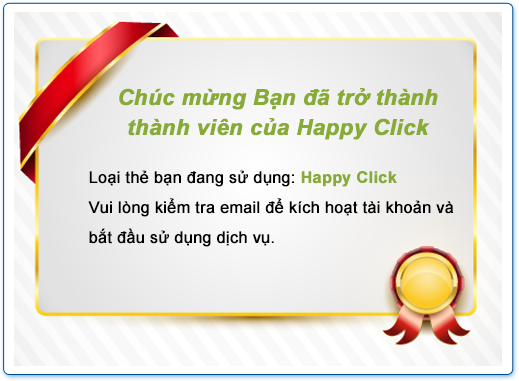 Chúc mừng Bạn đã trở thành
thành viên của Happy Click
Loại thẻ bạn đang sử dụng: Happy Click
Vui lòng kiểm tra email để kích hoạt tài khoản và
bắt đầu sử dụng dịch vụ.